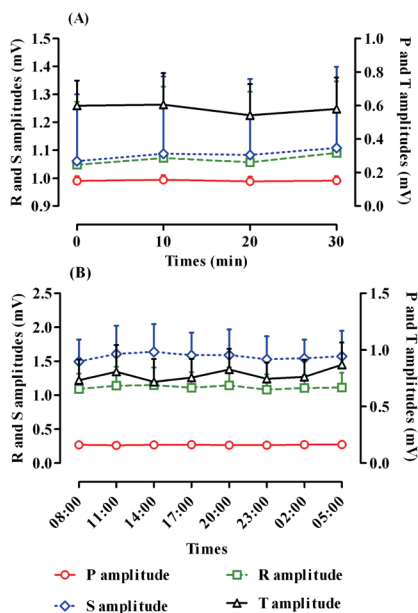 (A)
R and S amplitudes (mV)
1.5
1.4
1.3
1.2
1.1
1.0
0.9
1.0
0.8
0.6
0.4
0.2
0.0
P and T amplitudes (mV)
0 10 20 30
Times (min)
(B)
R and S amplitudes (mV)
2.5
2.0
1.5
1.0
0.5
0.0
1.5
1.0
0.5
0.0
P and T amplitudes (mV)
08:00 11:00 14:00 17:00 20:00 23:00 02:00 05:00
Times
P amplitude R amplitude
S amplitude T amplitude